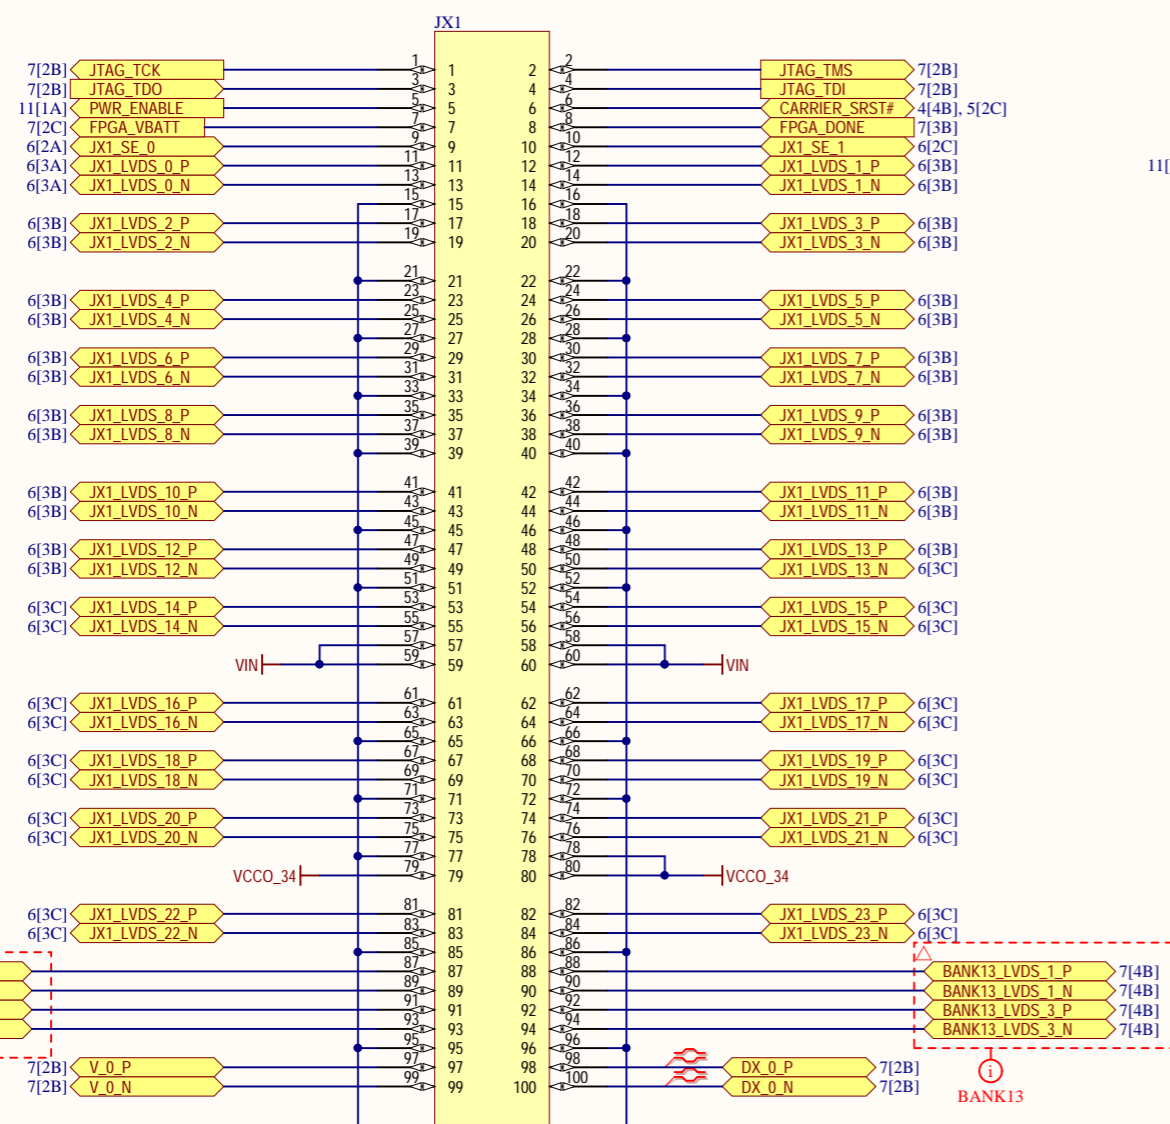 JX1
7[2B] JTAG_TCK 1 1 2 2 JTAG_TMS 7[2B]
7[2B] JTAG_TDO 3 3 4 4 JTAG_TDI 7[2B]
11[1A] PWR_ENABLE 5 5 6 6 CARRIER_SRST# 4[4B], 5[2C]
7[2C] FPGA_VBATT 7 7 8 8 FPGA_DONE 7[3B]
6[2A] JX1_SE_0 9 9 10 10 JX1_SE_1 6[2C]
6[3A] JX1_LVDS_0_P 11 11 12 12 JX1_LVDS_1_P 6[3B] 11[
6[3A] JX1_LVDS_0_N 13 13 14 14 JX1_LVDS_1_N 6[3B]
15 15 16 16
6[3B] JX1_LVDS_2_P 17 17 18 18 JX1_LVDS_3_P 6[3B]
6[3B] JX1_LVDS_2_N 19 19 20 20 JX1_LVDS_3_N 6[3B]
21 21 22 22
6[3B] JX1_LVDS_4_P 23 23 24 24 JX1_LVDS_5_P 6[3B]
6[3B] JX1_LVDS_4_N 25 25 26 26 JX1_LVDS_5_N 6[3B]
27 27 28 28
6[3B] JX1_LVDS_6_P 29 29 30 30 JX1_LVDS_7_P 6[3B]
6[3B] JX1_LVDS_6_N 31 31 32 32 JX1_LVDS_7_N 6[3B]
33 33 34 34
6[3B] JX1_LVDS_8_P 35 35 36 36 JX1_LVDS_9_P 6[3B]
6[3B] JX1_LVDS_8_N 37 37 38 38 JX1_LVDS_9_N 6[3B]
39 39 40 40
6[3B] JX1_LVDS_10_P 41 41 42 42 JX1_LVDS_11_P 6[3B]
6[3B] JX1_LVDS_10_N 43 43 44 44 JX1_LVDS_11_N 6[3B]
45 45 46 46
6[3B] JX1_LVDS_12_P 47 47 48 48 JX1_LVDS_13_P 6[3B]
6[3B] JX1_LVDS_12_N 49 49 50 50 JX1_LVDS_13_N 6[3C]
51 51 52 52
6[3C] JX1_LVDS_14_P 53 53 54 54 JX1_LVDS_15_P 6[3C]
6[3C] JX1_LVDS_14_N 55 55 56 56 JX1_LVDS_15_N 6[3C]
57 57 58 58
VIN 59 59 60 60 VIN
6[3C] JX1_LVDS_16_P 61 61 62 62 JX1_LVDS_17_P 6[3C]
6[3C] JX1_LVDS_16_N 63 63 64 64 JX1_LVDS_17_N 6[3C]
65 65 66 66
6[3C] JX1_LVDS_18_P 67 67 68 68 JX1_LVDS_19_P 6[3C]
6[3C] JX1_LVDS_18_N 69 69 70 70 JX1_LVDS_19_N 6[3C]
71 71 72 72
6[3C] JX1_LVDS_20_P 73 73 74 74 JX1_LVDS_21_P 6[3C]
6[3C] JX1_LVDS_20_N 75 75 76 76 JX1_LVDS_21_N 6[3C]
77 77 78 78
VCCO_34 79 79 80 80 VCCO_34
6[3C] JX1_LVDS_22_P 81 81 82 82 JX1_LVDS_23_P 6[3C]
6[3C] JX1_LVDS_22_N 83 83 84 84 JX1_LVDS_23_N 6[3C]
85 85 86 86
87 87 88 88 BANK13_LVDS_1_P 7[4B]
89 89 90 90 BANK13_LVDS_1_N 7[4B]
91 91 92 92 BANK13_LVDS_3_P 7[4B]
93 93 94 94 BANK13_LVDS_3_N 7[4B]
95 95 96 96
7[2B] V_0_P 97 97 98 98 DX_0_P 7[2B]
7[2B] V_0_N 99 99 100 100 DX_0_N 7[2B]
i
BANK13